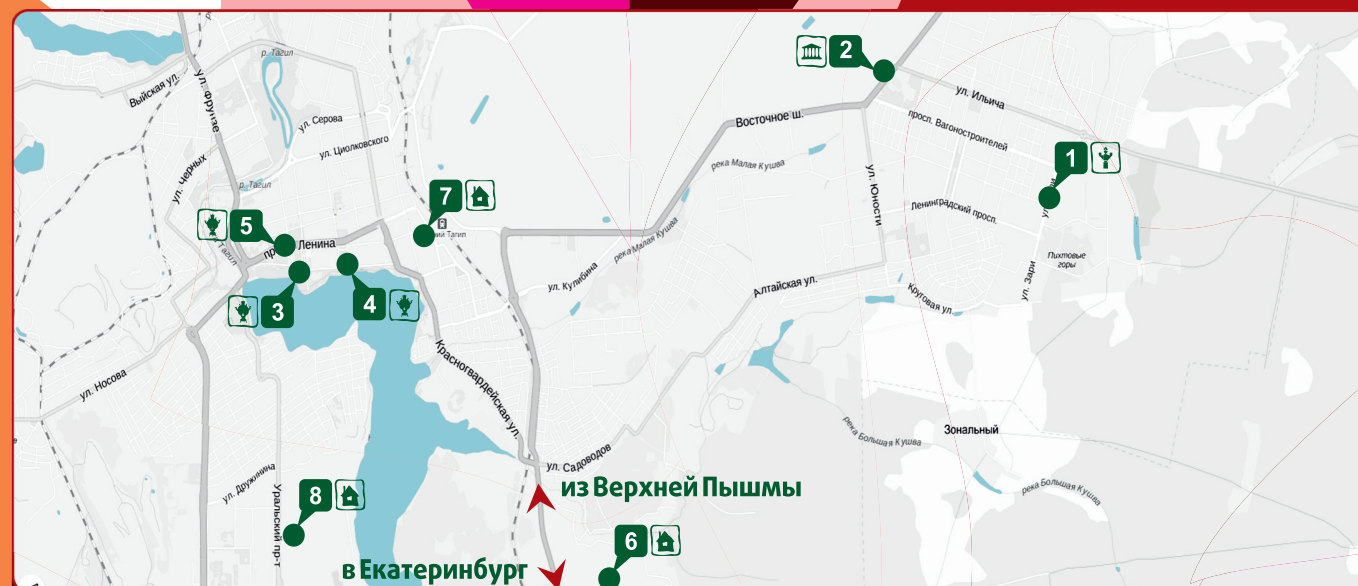 р. Тагил
2
Выйская ул.
ул. Фрунзе
ул. Ильича
ул. Серова
Восточное ш.
просп. Вагоностроителей
ул. Циолковского
река Малая Кушва
1
ул. Черных
р. Тагил
7
ул. Юности
Ленинградский просп.
5
Ленина
река Малая Кушва
Тагил
Пихтовые
горы
ул. Кулибина
Алтайская ул.
ул. Зари
Круговая ул.
3
4
Красногвардейская ул.
ул. Носова
река Большая Кушва
Зональный
ул. Садоводов
ул. Дружинина
8
Уральский пр-т
из Верхней Пышмы
река Большая Кушва
6
в Екатеринбург